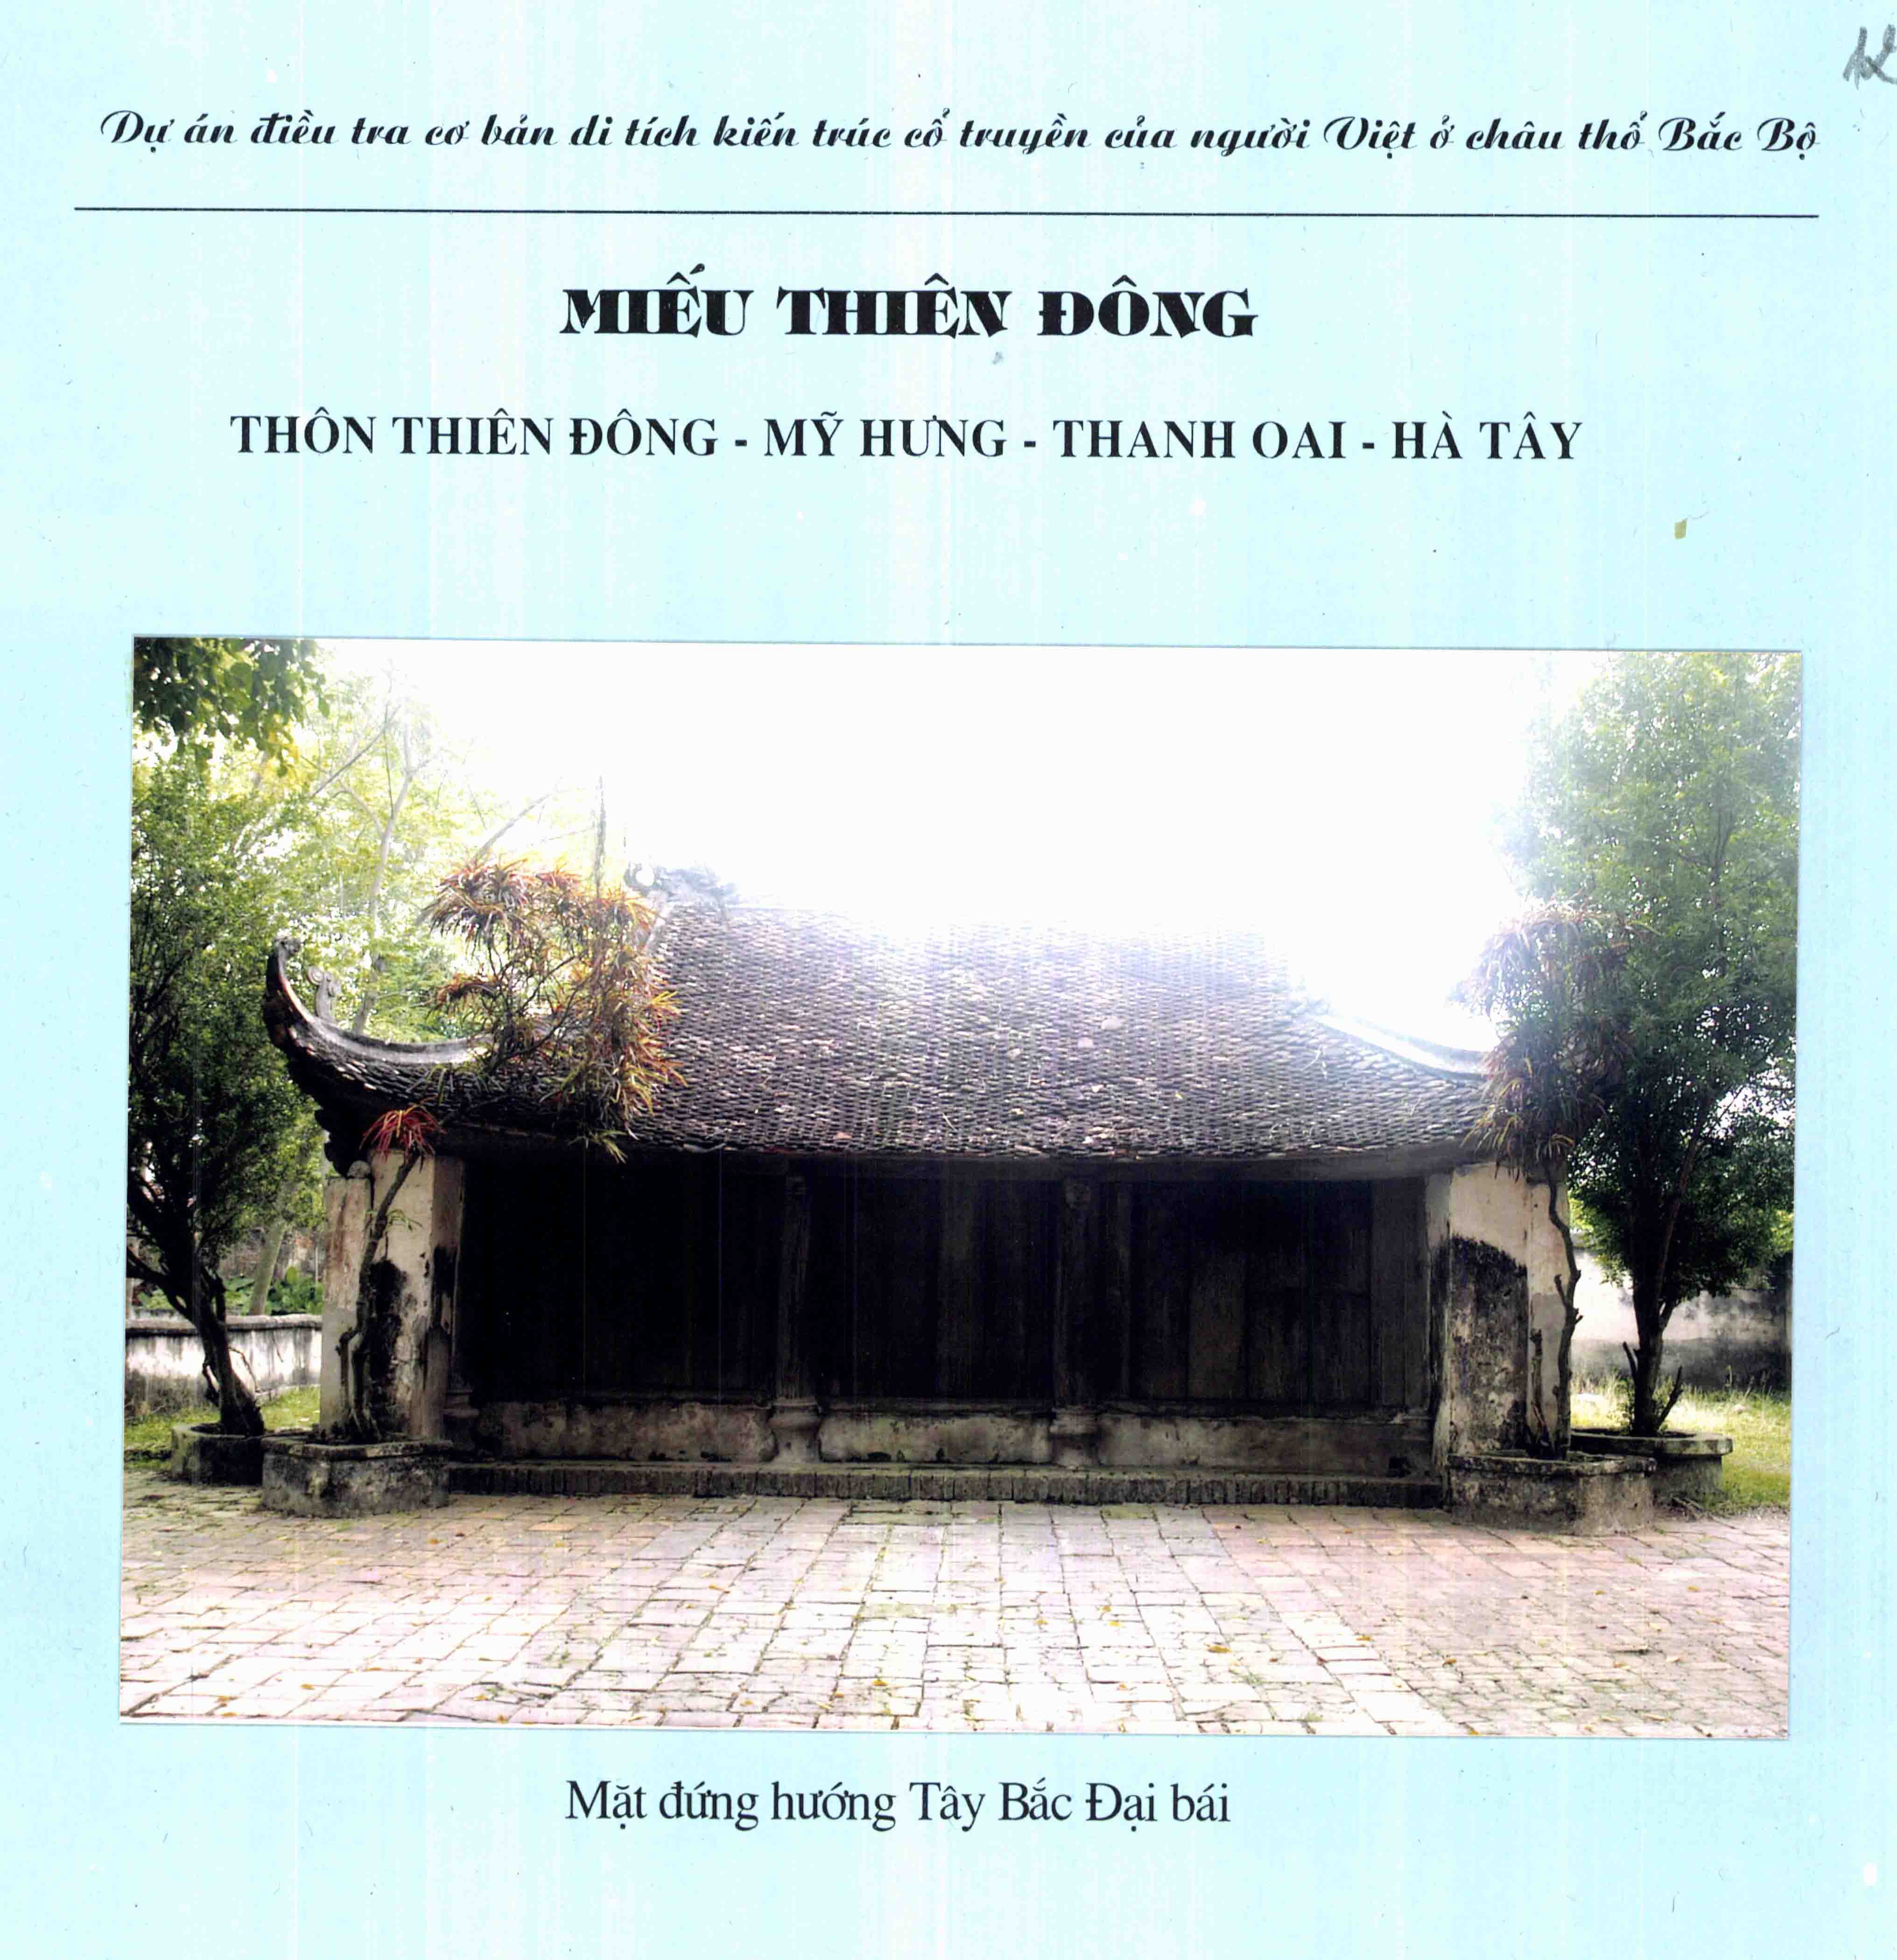 Dự án điều tra cơ bản di tích kiến trúc cổ truyền của người Việt ở châu thổ Bắc Bộ
MIẾU THIÊN ĐÔNG
THÔN THIÊN ĐÔNG - MỸ HƯNG - THANH OAI - HÀ TÂY
Mặt đứng hướng Tây Bắc Đại bái